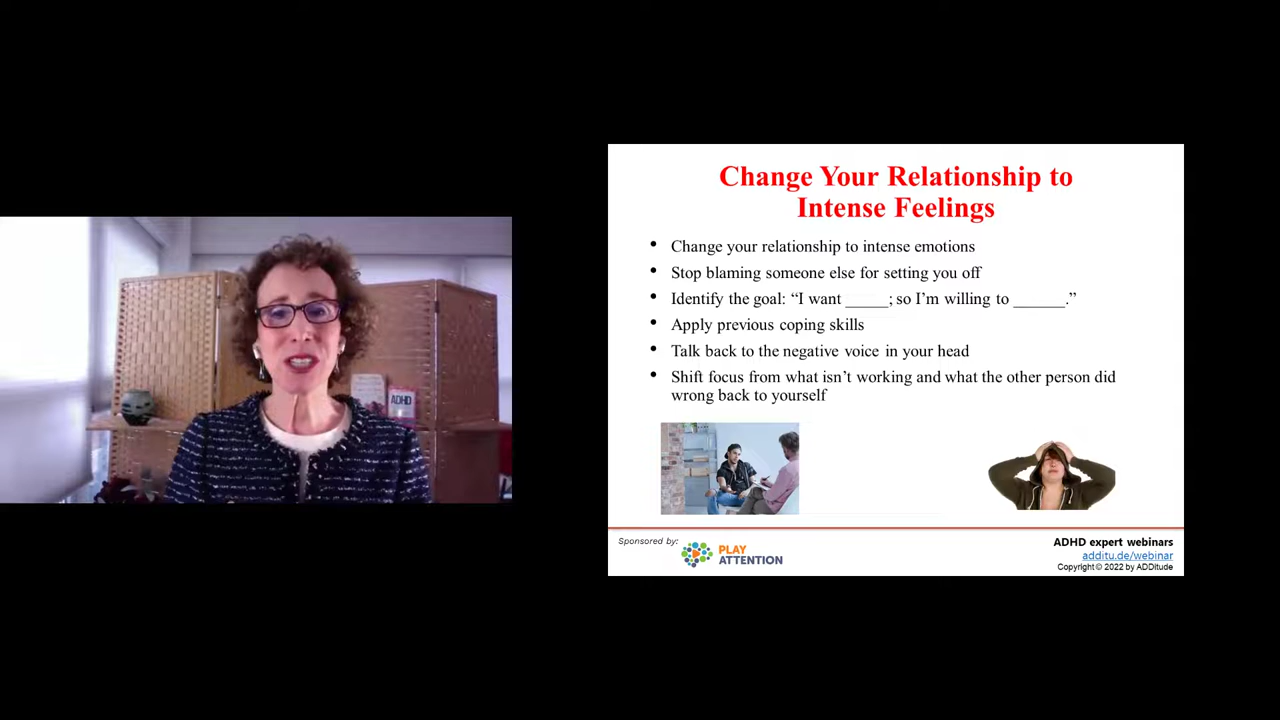 ADHD
Change Your Relationship to
Intense Feelings
• Change your relationship to intense emotions
• Stop blaming someone else for setting you off
• Identify the goal: “I want _____; so I’m willing to ______.”
• Apply previous coping skills
• Talk back to the negative voice in your head
• Shift focus from what isn’t working and what the other person did
wrong back to yourself
Sponsored by:
PLAY
ATTENTION
ADHD expert webinars
additu.de/webinar
Copyright © 2022 by ADDitude